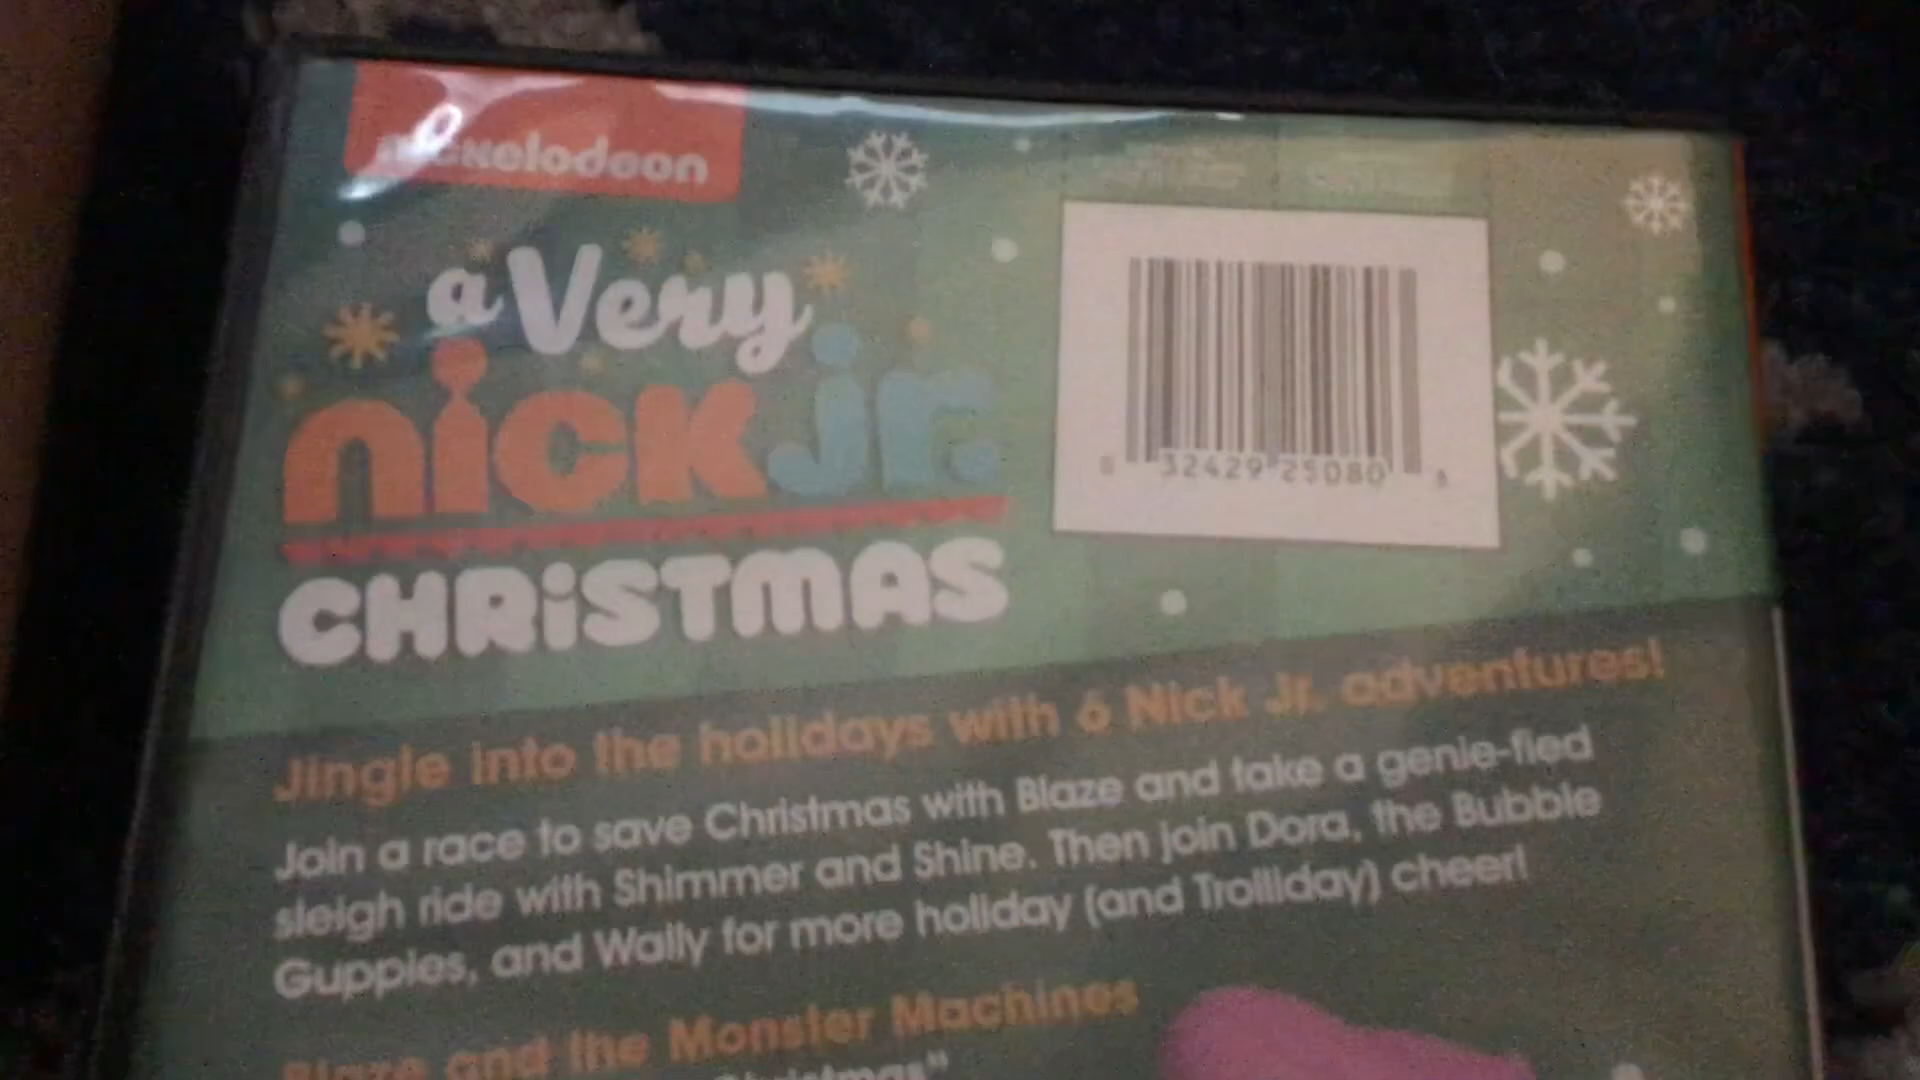 nickelodeon
a Very
nick jr.
CHRiSTMAS
32429 25080
Jingle into the holidays with 6 Nick Jr. adventures!
Join a race to save Christmas with Blaze and take a genie-fied
sleigh ride with Shimmer and Shine. Then join Dora, the Bubble
Guppies, and Wally for more holiday (and Trolliday) cheer!
Blaze and the Monster Machines
Christmas"